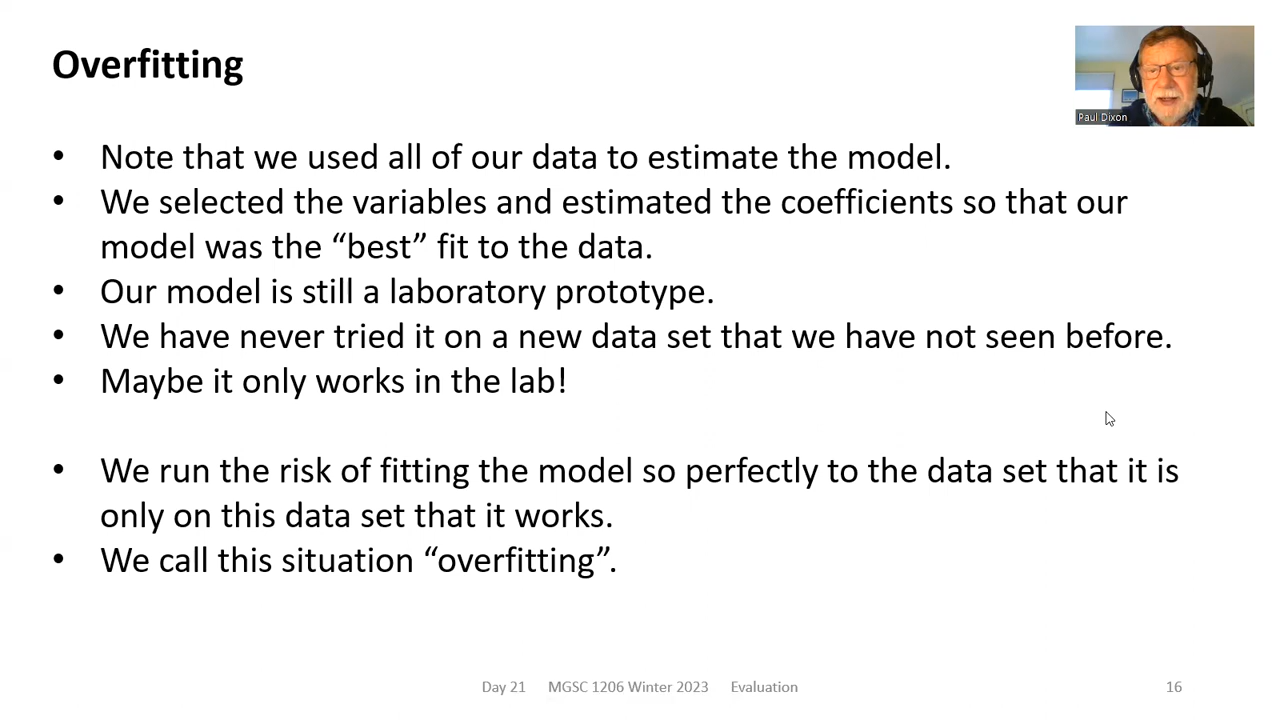 Overfitting
Paul Dixon
• Note that we used all of our data to estimate the model.
• We selected the variables and estimated the coefficients so that our
model was the “best” fit to the data.
• Our model is still a laboratory prototype.
• We have never tried it on a new data set that we have not seen before.
• Maybe it only works in the lab!
• We run the risk of fitting the model so perfectly to the data set that it is
only on this data set that it works.
• We call this situation “overfitting”.
Day 21 MGSC 1206 Winter 2023 Evaluation 16